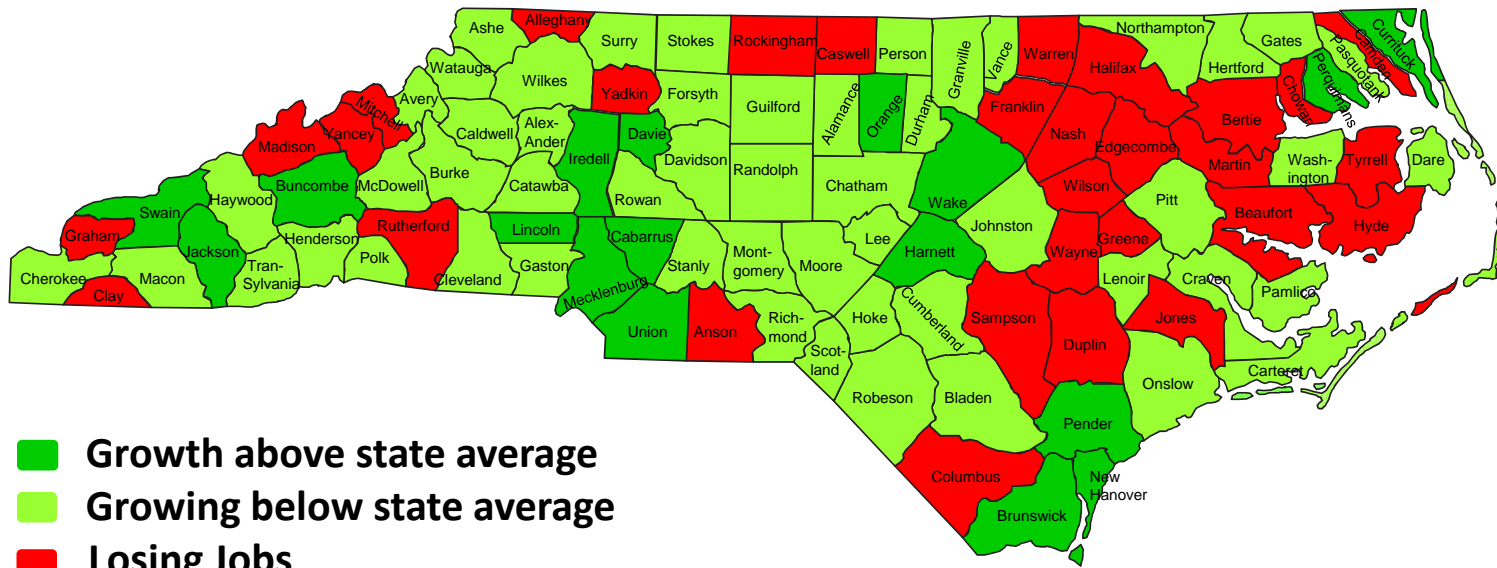 Ashe
Alleghany
Surry
Stokes
Rockingham
Caswell
Person
Granville
Vance
Warren
Northampton
Halifax
Hertford
Gates
Camden
Currituck
Pasquotank
Perquimans
Chowan
Watauga
Wilkes
Yadkin
Forsyth
Guilford
Alamance
Orange
Durham
Franklin
Nash
Edgecombe
Bertie
Martin
Mitchell
Avery
Yancey
Madison
Caldwell
Alex-
Ander
Iredell
Davie
Davidson
Randolph
Chatham
Wake
Wilson
Pitt
Wash-
ington
Tyrrell
Dare
Swain
Haywood
Buncombe
McDowell
Burke
Catawba
Rowan
Johnston
Greene
Beaufort
Hyde
Graham
Jackson
Henderson
Rutherford
Lincoln
Cabarrus
Stanly
Mont-
gomery
Moore
Lee
Harnett
Wayne
Lenoir
Craven
Pamlico
Cherokee
Clay
Macon
Tran-
Sylvania
Polk
Cleveland
Gaston
Mecklenburg
Union
Anson
Rich-
mond
Hoke
Cumberland
Sampson
Duplin
Jones
Scot-
land
Robeson
Bladen
Onslow
Carteret
Pender
Columbus
New
Hanover
Brunswick
Growth above state average
Growing below state average
Losing Jobs